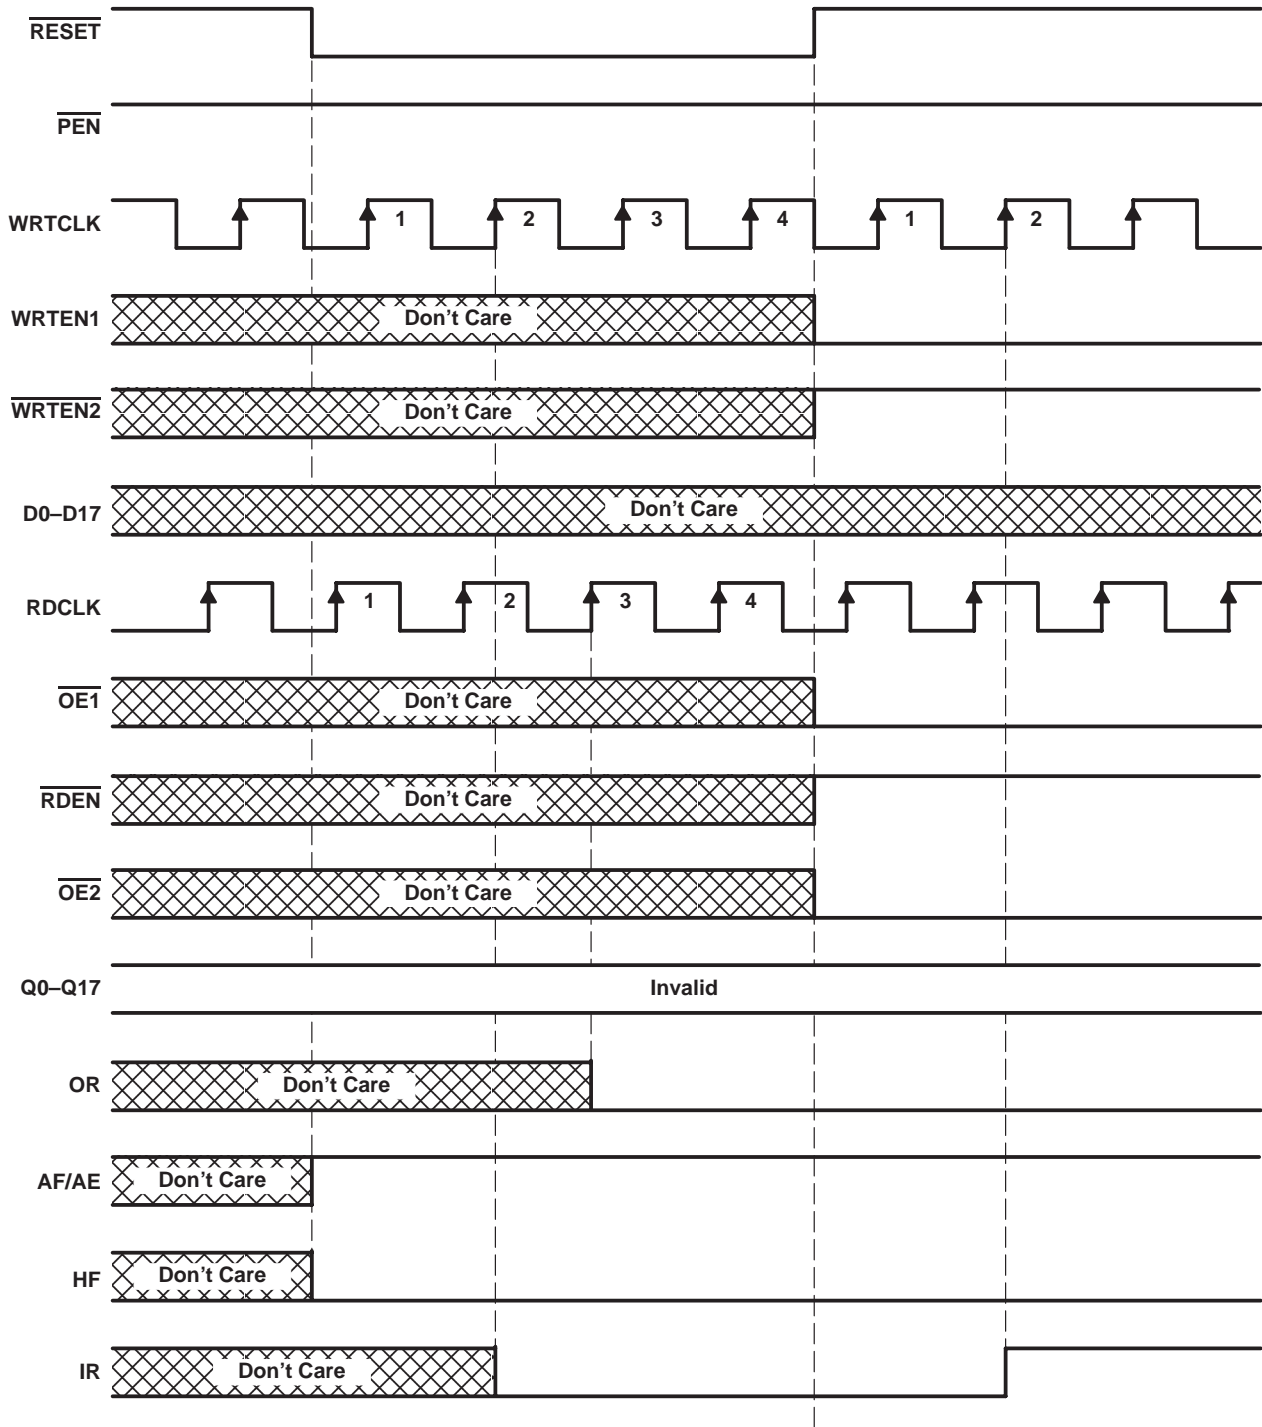 RESET
PEN
WRTCLK 1 2 3 4 1 2
WRTEN1 Don't Care
WRTEN2 Don't Care
D0–D17 Don't Care
RDCLK 1 2 3 4
OE1 Don't Care
RDEN Don't Care
OE2 Don't Care
Q0–Q17 Invalid
OR Don't Care
AF/AE Don't Care
HF Don't Care
IR Don't Care